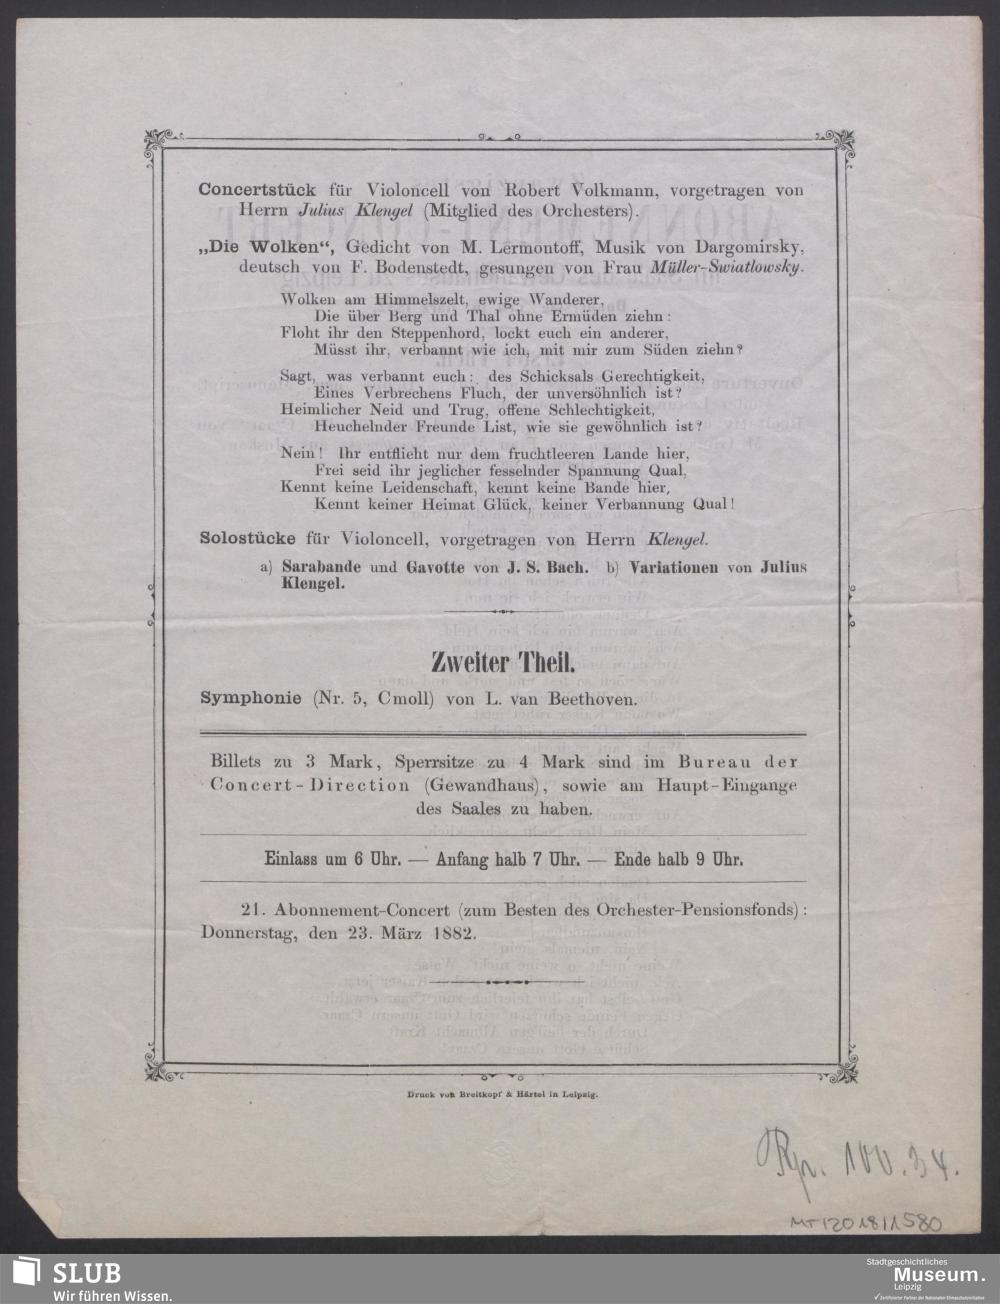 Concertstück für Violoncell von Robert Volkmann, vorgetragen von
Herrn Julius Klengel (Mitglied des Orchesters).
„Die Wolken“, Gedicht von M. Lermontoff, Musik von Dargomirsky,
deutsch von F. Bodenstedt, gesungen von Frau Müller-Swiatlowsky.
Wolken am Himmelszelt, ewige Wanderer,
Die über Berg und Thal ohne Ermüden ziehn:
Floht ihr den Steppenhord, lockt euch ein anderer,
Müsst ihr, verbannt wie ich, mit mir zum Süden ziehn?
Sagt, was verbannt euch: des Schicksals Gerechtigkeit,
Eines Verbrechens Fluch, der unversöhnlich ist?
Heimlicher Neid und Trug, offene Schlechtigkeit,
Heuchelnder Freunde List, wie sie gewöhnlich ist?
Nein! Ihr entflieht nur dem fruchtleeren Lande hier,
Frei seid ihr jeglicher fesselnder Spannung Qual,
Kennt keine Leidenschaft, kennt keine Bande hier,
Kennt keiner Heimat Glück, keiner Verbannung Qual!
Solostücke für Violoncell, vorgetragen von Herrn Klengel.
a) Sarabande und Gavotte von J. S. Bach. b) Variationen von Julius
Klengel.
Zweiter Theil.
Symphonie (Nr. 5, Cmoll) von L. van Beethoven.
Billets zu 3 Mark, Sperrsitze zu 4 Mark sind im Bureau der
Concert-Direction (Gewandhaus), sowie am Haupt-Eingange
des Saales zu haben.
Einlass um 6 Uhr. — Anfang halb 7 Uhr. — Ende halb 9 Uhr.
21. Abonnement-Concert (zum Besten des Orchester-Pensionsfonds):
Donnerstag, den 23. März 1882.
Druck von Breitkopf & Härtel in Leipzig.
100.34.
MT12018/1580
SLUB
Wir führen Wissen.
Stadtgeschichtliches
Museum.
Leipzig
Zertifizierter Partner der Nationalen Klimaschutzinitiative